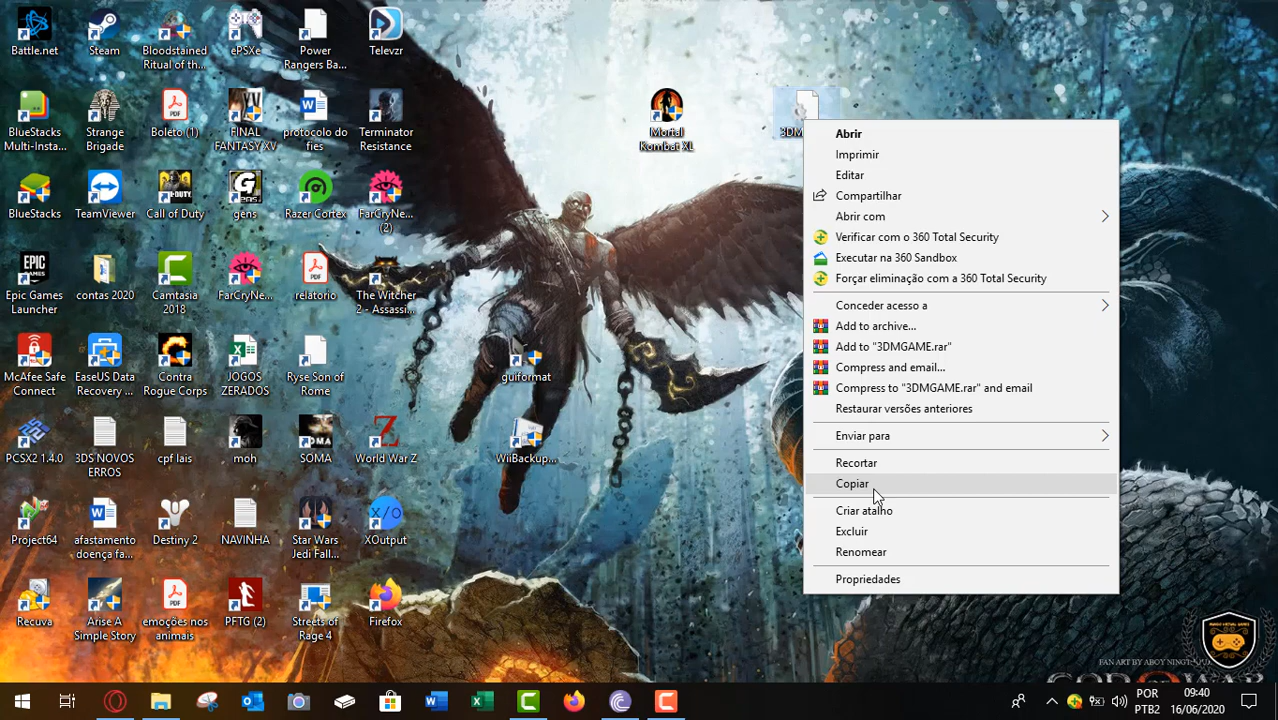 Battle.net
Steam
Bloodstained
Ritual of th...
ePSXe
Power
Rangers Ba...
Televzr
BlueStacks
Multi-Insta...
Strange
Brigade
Boleto (1)
FINAL
FANTASY XV
protocolo do
fies
Terminator
Resistance
Mortal
Kombat XL
3DM
BlueStacks
TeamViewer
Call of Duty
gens
Razer Cortex
FarCryNe...
(2)
Epic Games
Launcher
contas 2020
Camtasia
2018
FarCryNe...
relatorio
The Witcher
2 - Assassi...
McAfee Safe
Connect
EaseUS Data
Recovery ...
Contra
Rogue Corps
JOGOS
ZERADOS
Ryse Son of
Rome
guiformat
PCSX2 1.4.0
3DS NOVOS
ERROS
cpf lais
moh
SOMA
World War Z
WiiBackup...
Project64
afastamento
doença fa...
Destiny 2
NAVINHA
Star Wars
Jedi Fall...
XOutput
Recuva
Arise A
Simple Story
emoções nos
animais
PFTG (2)
Streets of
Rage 4
Firefox
Abrir
Imprimir
Editar
Compartilhar
Abrir com
Verificar com o 360 Total Security
Executar na 360 Sandbox
Forçar eliminação com a 360 Total Security
Conceder acesso a
Add to archive...
Add to "3DMGAME.rar"
Compress and email...
Compress to "3DMGAME.rar" and email
Restaurar versões anteriores
Enviar para
Recortar
Copiar
Criar atalho
Excluir
Renomear
Propriedades
FAN ART BY ABOY NINGT
POR
PTB2
09:40
16/06/2020